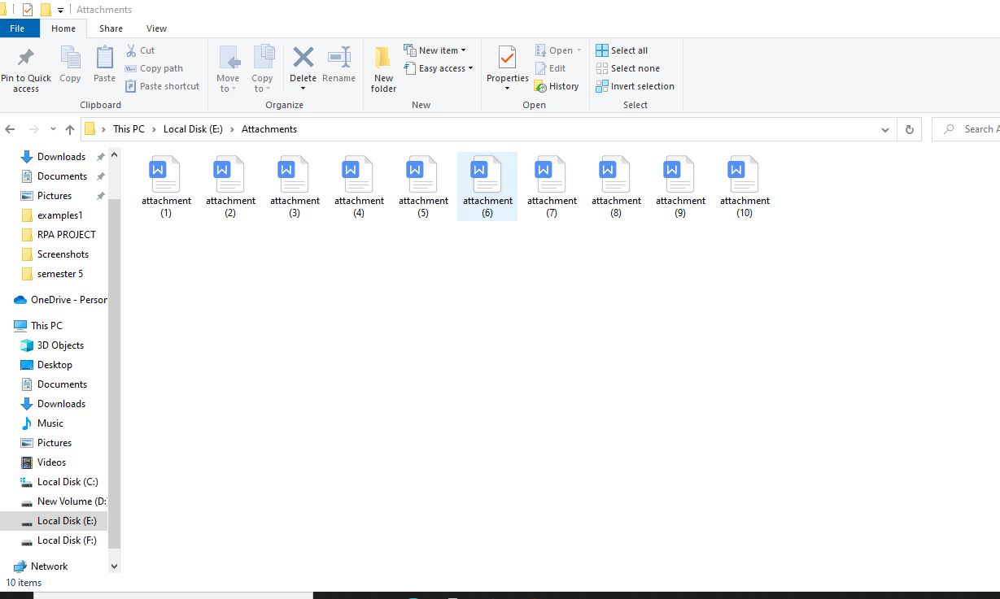 Attachments
File Home Share View
Pin to Quick access
Copy
Paste
Cut
Copy path
Paste shortcut
Clipboard
Move to
Copy to
Delete
Rename
Organize
New folder
New item
Easy access
New
Properties
Open
Edit
History
Open
Select all
Select none
Invert selection
Select
This PC > Local Disk (E:) > Attachments
Search A
Downloads
Documents
Pictures
examples1
RPA PROJECT
Screenshots
semester 5
OneDrive - Person
This PC
3D Objects
Desktop
Documents
Downloads
Music
Pictures
Videos
Local Disk (C:)
New Volume (D:)
Local Disk (E:)
Local Disk (F:)
Network
W
attachment
(1)
W
attachment
(2)
W
attachment
(3)
W
attachment
(4)
W
attachment
(5)
W
attachment
(6)
W
attachment
(7)
W
attachment
(8)
W
attachment
(9)
W
attachment
(10)
10 items